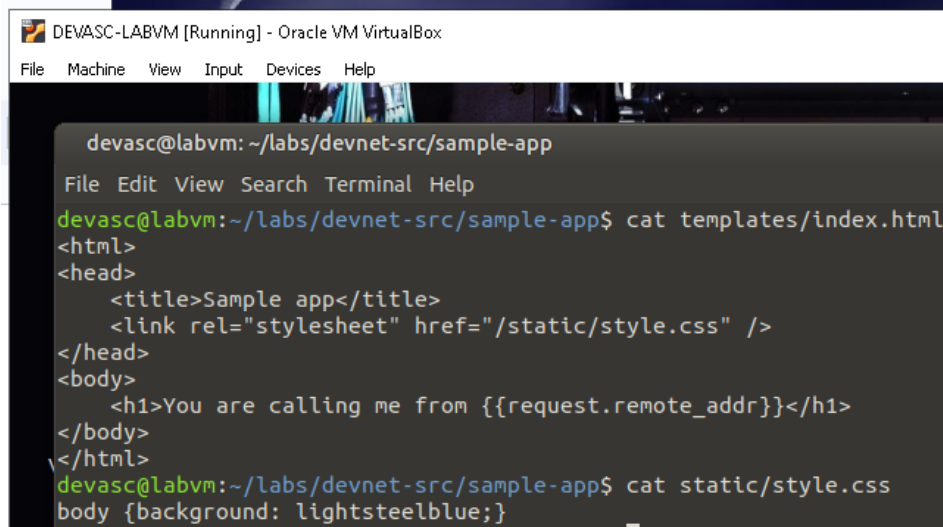 DEVASC-LABVM [Running] - Oracle VM VirtualBox
File Machine View Input Devices Help
devasc@labvm: ~/labs/devnet-src/sample-app
File Edit View Search Terminal Help
devasc@labvm:~/labs/devnet-src/sample-app$ cat templates/index.html
<html>
<head>
    <title>Sample app</title>
    <link rel="stylesheet" href="/static/style.css" />
</head>
<body>
    <h1>You are calling me from {{request.remote_addr}}</h1>
</body>
</html>
devasc@labvm:~/labs/devnet-src/sample-app$ cat static/style.css
body {background: lightsteelblue;}